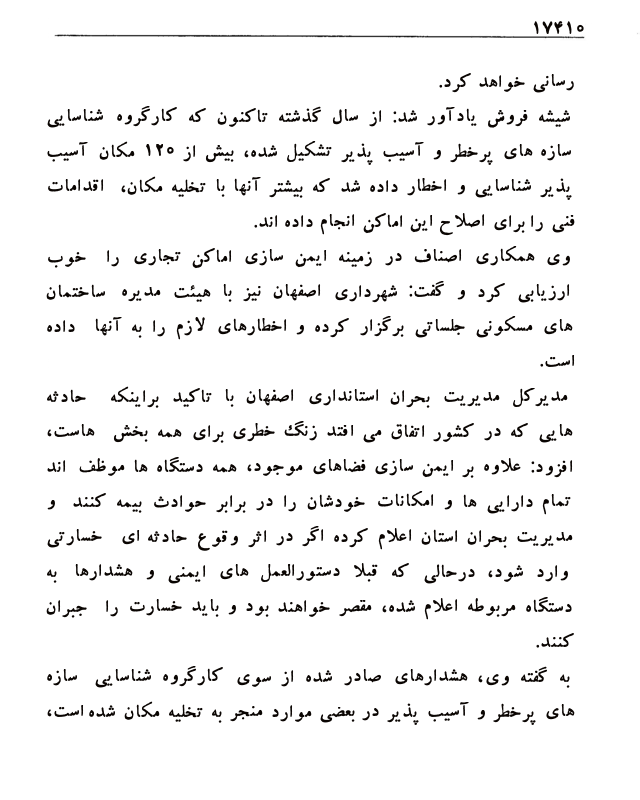 ۱۷۴۱۰
رسانی خواهد کرد.
شیشه فروش یادآور شد: از سال گذشته تاکنون که کارگروه شناسایی
سازه های پرخطر و آسیب پذیر تشکیل شده، بیش از ۱۲۰ مکان آسیب
پذیر شناسایی و اخطار داده شد که بیشتر آنها با تخلیه مکان، اقدامات
فنی را برای اصلاح این اماکن انجام داده اند.
وی همکاری اصناف در زمینه ایمن سازی اماکن تجاری را خوب
ارزیابی کرد و گفت: شهرداری اصفهان نیز با هیئت مدیره ساختمان
های مسکونی جلساتی برگزار کرده و اخطارهای لازم را به آنها داده
است.
مدیرکل مدیریت بحران استانداری اصفهان با تاکید براینکه حادثه
هایی که در کشور اتفاق می افتد زنگ خطری برای همه بخش هاست،
افزود: علاوه بر ایمن سازی فضاهای موجود، همه دستگاه ها موظف اند
تمام دارایی ها و امکانات خودشان را در برابر حوادث بیمه کنند و
مدیریت بحران استان اعلام کرده اگر در اثر وقوع حادثه ای خسارتی
وارد شود، درحالی که قبلا دستورالعمل های ایمنی و هشدارها به
دستگاه مربوطه اعلام شده، مقصر خواهند بود و باید خسارت را جبران
کنند.
به گفته وی، هشدارهای صادر شده از سوی کارگروه شناسایی سازه
های پرخطر و آسیب پذیر در بعضی موارد منجر به تخلیه مکان شده است،